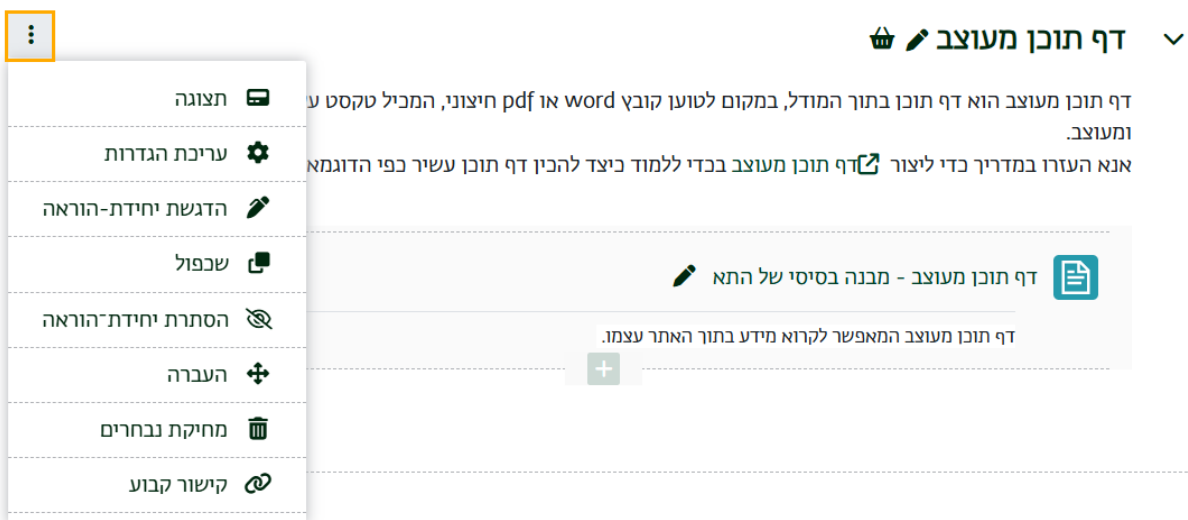 דף תוכן מעוצב
דף תוכן מעוצב הוא דף תוכן בתוך המודל, במקום לטעון קובץ word או pdf חיצוני, המכיל טקסט
ומעוצב.
אנא העזרו במדריך כדי ליצור דף תוכן מעוצב בכדי ללמוד כיצד להכין דף תוכן עשיר כפי הדוגמא
דף תוכן מעוצב - מבנה בסיסי של התא
דף תוכן מעוצב המאפשר לקרוא מידע בתוך האתר עצמו.
תצוגה
עריכת הגדרות
הדגשת יחידת-הוראה
שכפול
הסתרת יחידת־הוראה
העברה
מחיקת נבחרים
קישור קבוע